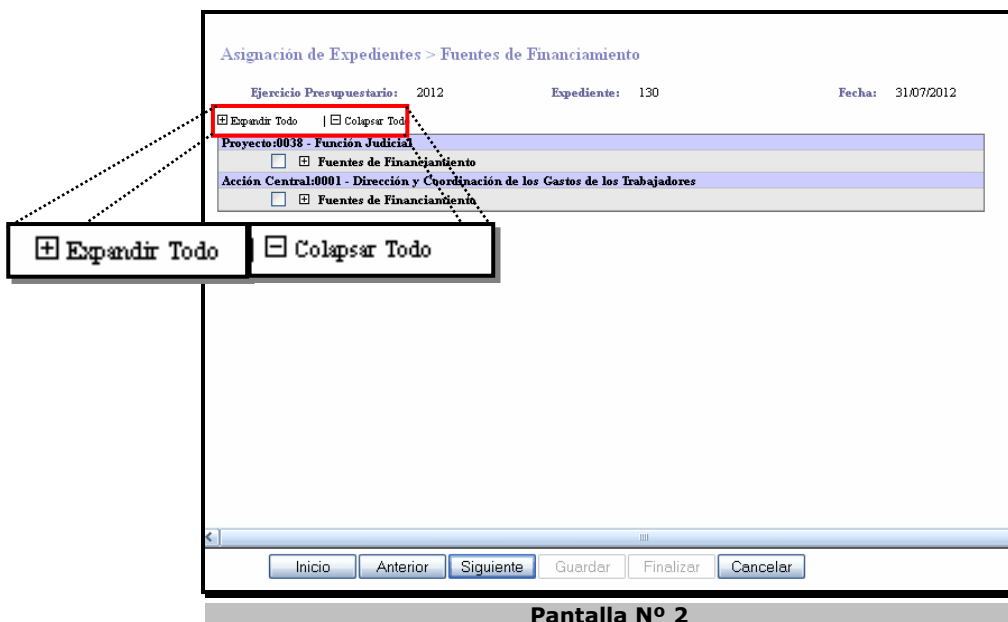 Asignación de Expedientes > Fuentes de Financiamiento
Ejercicio Presupuestario: 2012 Expediente: 130 Fecha: 31/07/2012
Expandir Todo | Colapsar Tod
Proyecto:0038 - Función Judicial
Fuentes de Financiamiento
Acción Central:0001 - Dirección y Coordinación de los Gastos de los Trabajadores
Fuentes de Financiamiento
Expandir Todo | Colapsar Todo
Inicio Anterior Siguiente Guardar Finalizar Cancelar
Pantalla Nº 2